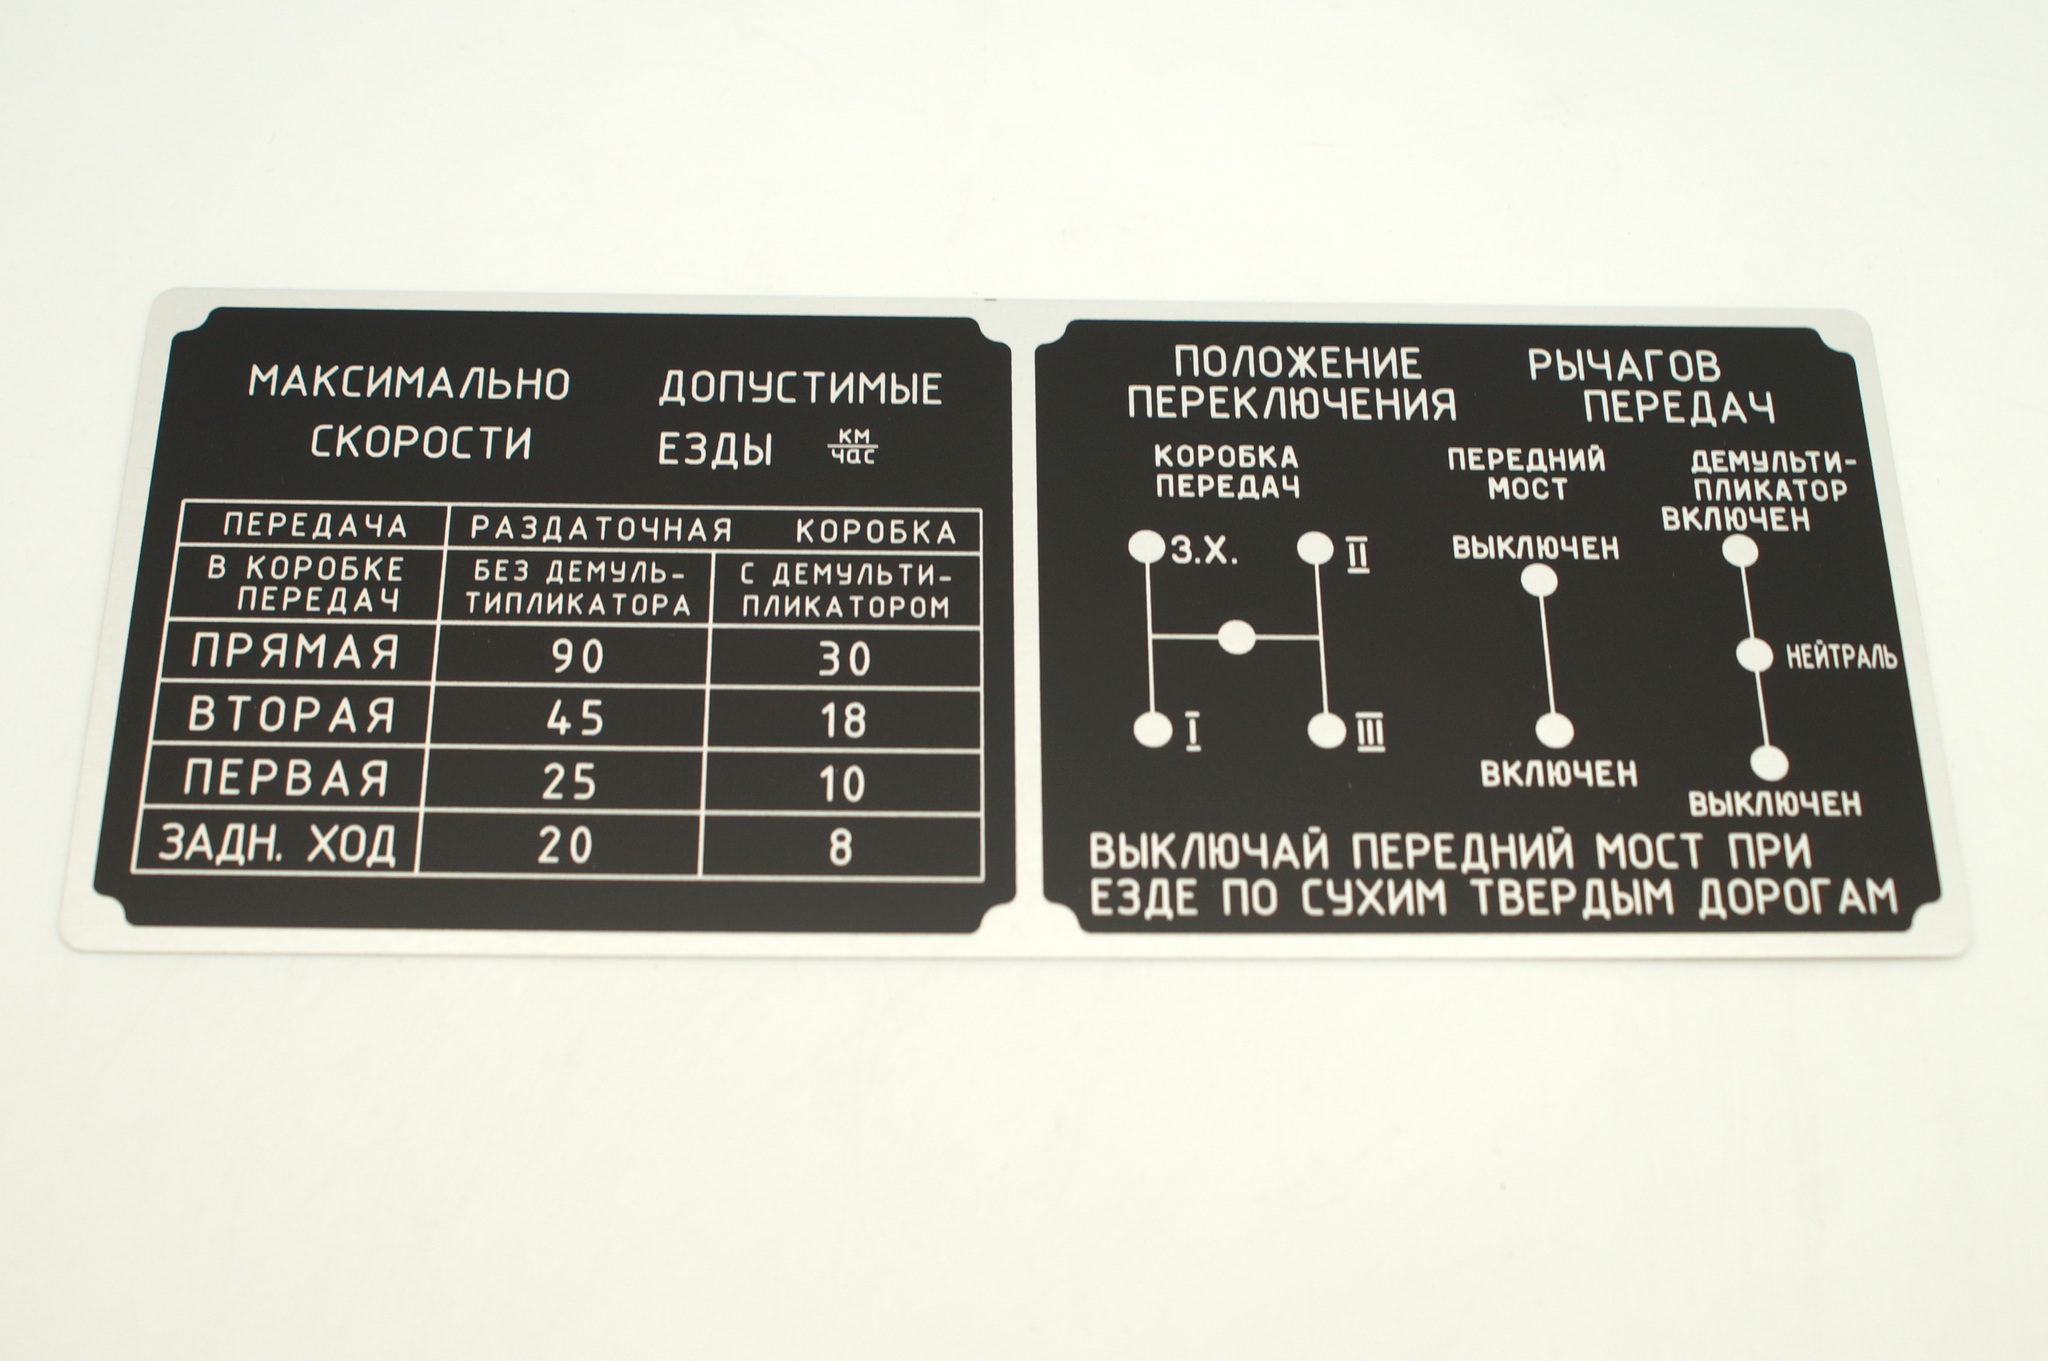 МАКСИМАЛЬНО ДОПУСТИМЫЕ
СКОРОСТИ ЕЗДЫ км/час
ПЕРЕДАЧА РАЗДАТОЧНАЯ КОРОБКА
В КОРОБКЕ БЕЗ ДЕМУЛЬ- С ДЕМУЛЬТИ-
ПЕРЕДАЧ ТИПЛИКАТОРА ПЛИКАТОРОМ
ПРЯМАЯ 90 30
ВТОРАЯ 45 18
ПЕРВАЯ 25 10
ЗАДН. ХОД 20 8
ПОЛОЖЕНИЕ РЫЧАГОВ
ПЕРЕКЛЮЧЕНИЯ ПЕРЕДАЧ
КОРОБКА ПЕРЕДНИЙ ДЕМУЛЬТИ-
ПЕРЕДАЧ МОСТ ПЛИКАТОР
ВКЛЮЧЕН
З.Х. II ВЫКЛЮЧЕН
НЕЙТРАЛЬ
I III
ВКЛЮЧЕН
ВЫКЛЮЧЕН
ВЫКЛЮЧАЙ ПЕРЕДНИЙ МОСТ ПРИ
ЕЗДЕ ПО СУХИМ ТВЕРДЫМ ДОРОГАМ